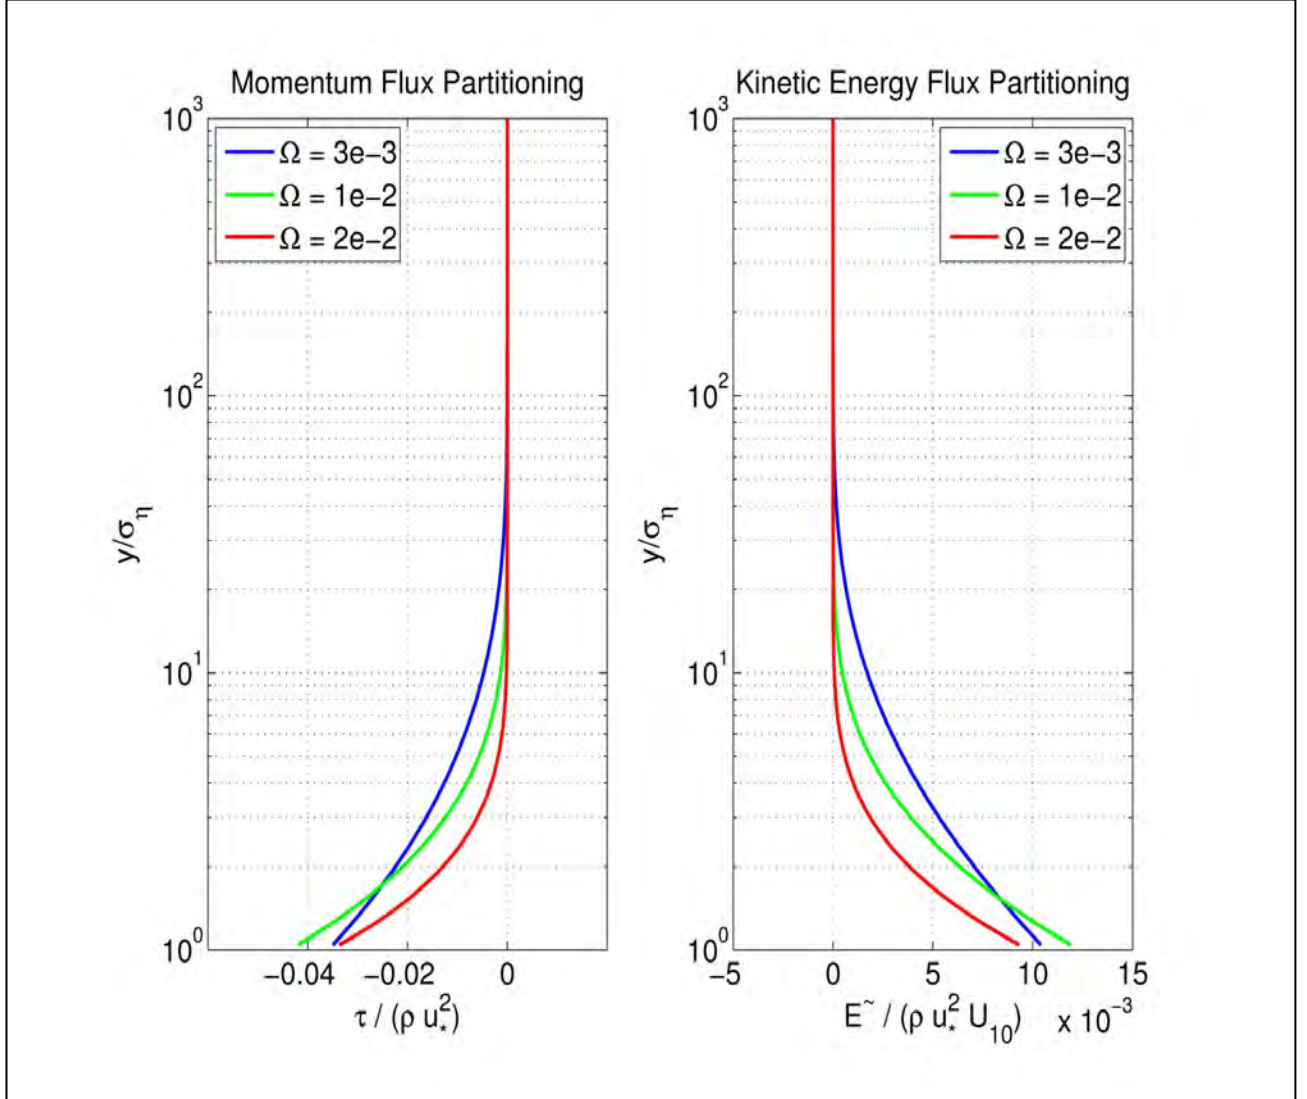 Momentum Flux Partitioning
10^3
Ω = 3e−3
Ω = 1e−2
Ω = 2e−2
10^2
y/σ_η
10^1
10^0
−0.04 −0.02 0
τ / (ρ u_*^2)
Kinetic Energy Flux Partitioning
10^3
Ω = 3e−3
Ω = 1e−2
Ω = 2e−2
10^2
y/σ_η
10^1
10^0
−5 0 5 10 15
E^~ / (ρ u_*^2 U_10) x 10^−3